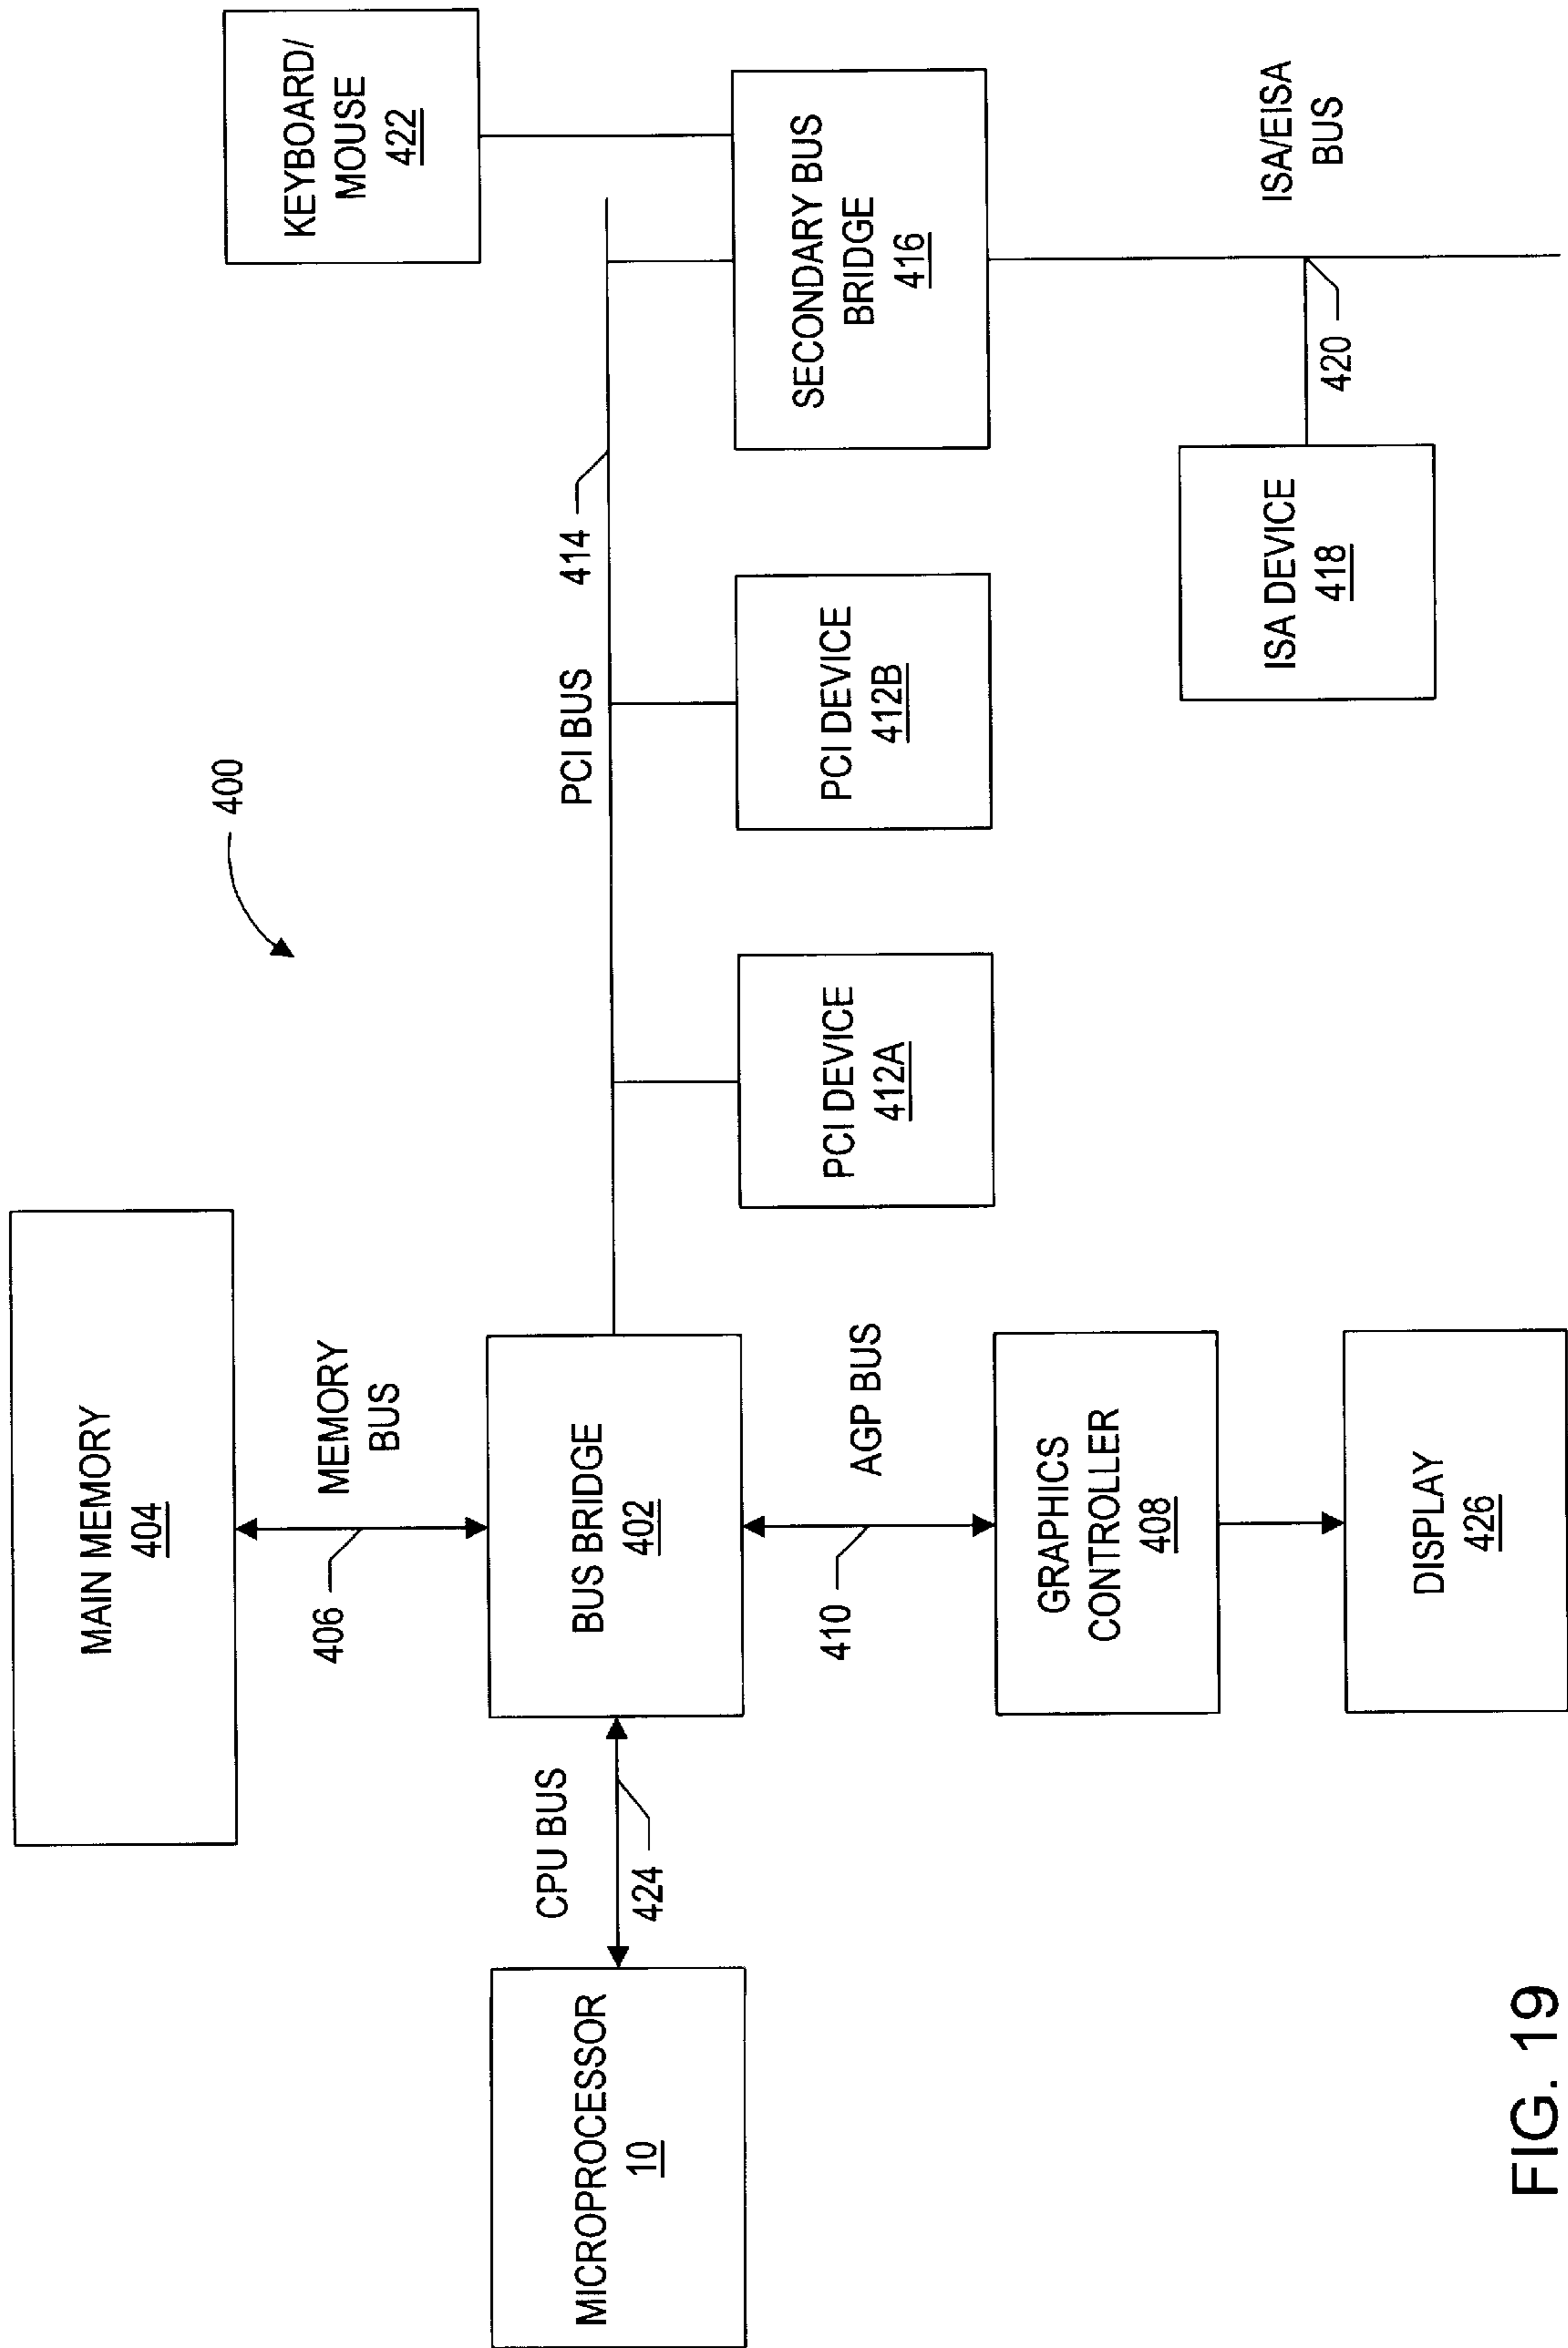 MAIN MEMORY
404
KEYBOARD/
MOUSE
422
400
406
MEMORY
BUS
CPU BUS
424
PCI BUS
414
MICROPROCESSOR
10
BUS BRIDGE
402
PCI DEVICE
412A
PCI DEVICE
412B
SECONDARY BUS
BRIDGE
416
410
AGP BUS
GRAPHICS
CONTROLLER
408
ISA DEVICE
418
420
ISA/EISA
BUS
DISPLAY
426
FIG. 19